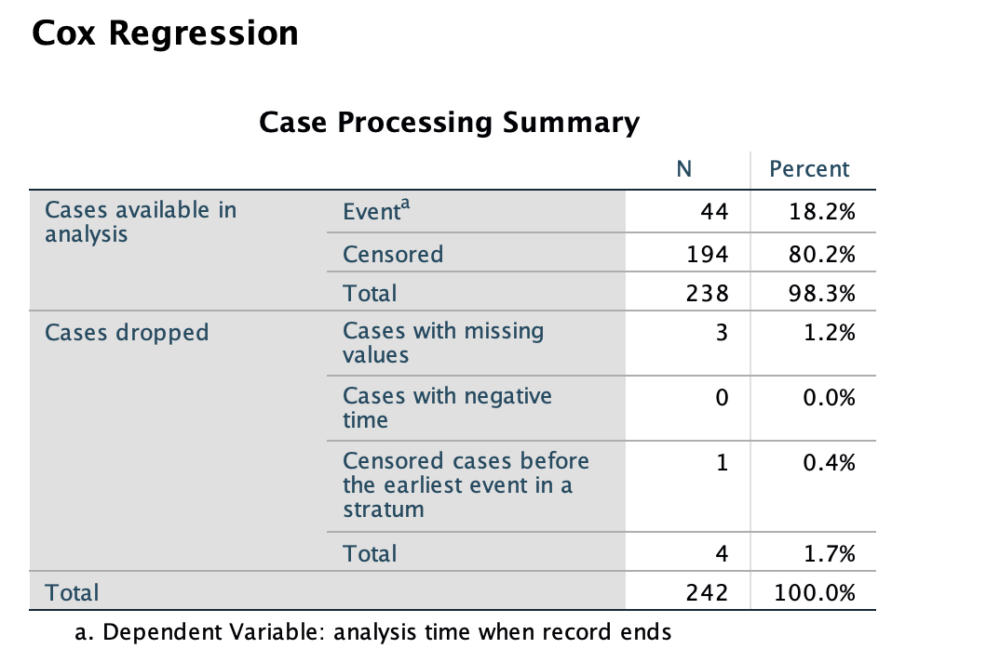 Cox Regression
Case Processing Summary
N Percent
Cases available in analysis Eventᵃ 44 18.2%
Censored 194 80.2%
Total 238 98.3%
Cases dropped Cases with missing values 3 1.2%
Cases with negative time 0 0.0%
Censored cases before the earliest event in a stratum 1 0.4%
Total 4 1.7%
Total 242 100.0%
a. Dependent Variable: analysis time when record ends